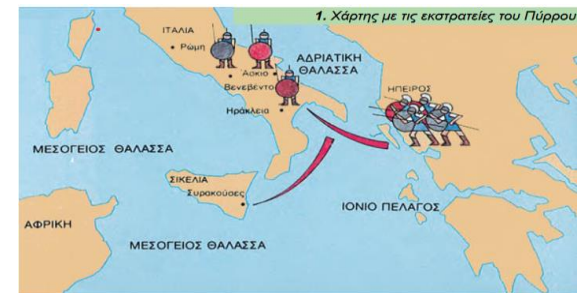 1. Χάρτης με τις εκστρατείες του Πύρρου
ΙΤΑΛΙΑ
Ρώμη
ΑΔΡΙΑΤΙΚΗ
ΘΑΛΑΣΣΑ
Ασκιο
Βενεβέντο
ΗΠΕΙΡΟΣ
Ηράκλεια
ΜΕΣΟΓΕΙΟΣ ΘΑΛΑΣΣΑ
ΣΙΚΕΛΙΑ
Συρακούσες
ΙΟΝΙΟ ΠΕΛΑΓΟΣ
ΑΦΡΙΚΗ
ΜΕΣΟΓΕΙΟΣ ΘΑΛΑΣΣΑ